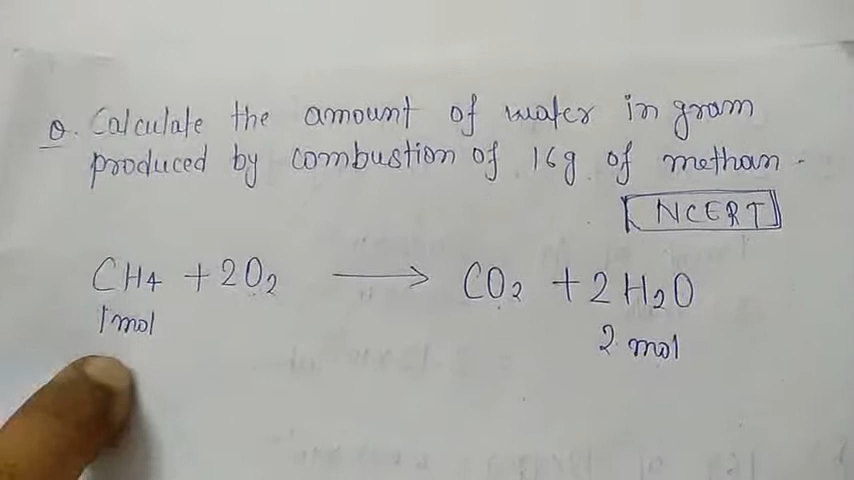 Q. Calculate the amount of water in gram
produced by combustion of 16g of methan.
NCERT
CH4 + 2O₂ → CO₂ + 2H₂O
1mol 2 mol